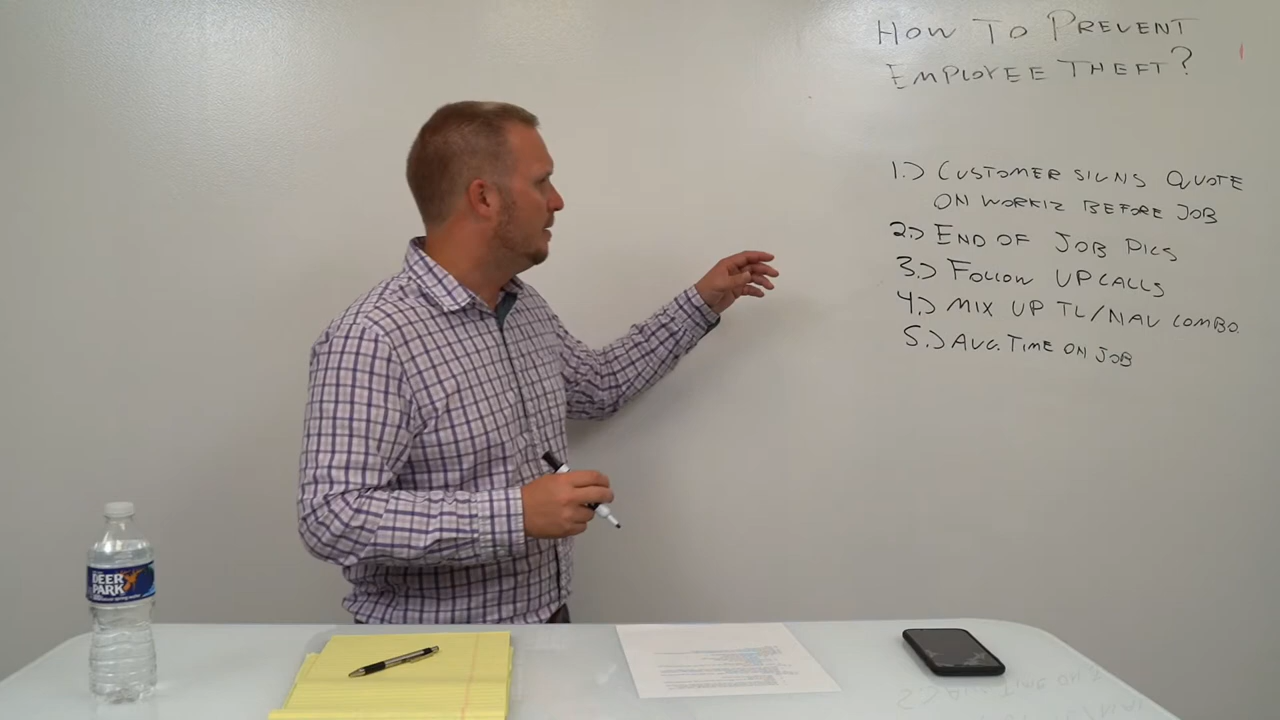 How To Prevent
Employee Theft?
1.) Customer signs quote
on Workiz before job
2.) End of job pics
3.) Follow up calls
4.) Mix up TL/Nav combo.
5.) Avg. Time on job
DEER
PARK